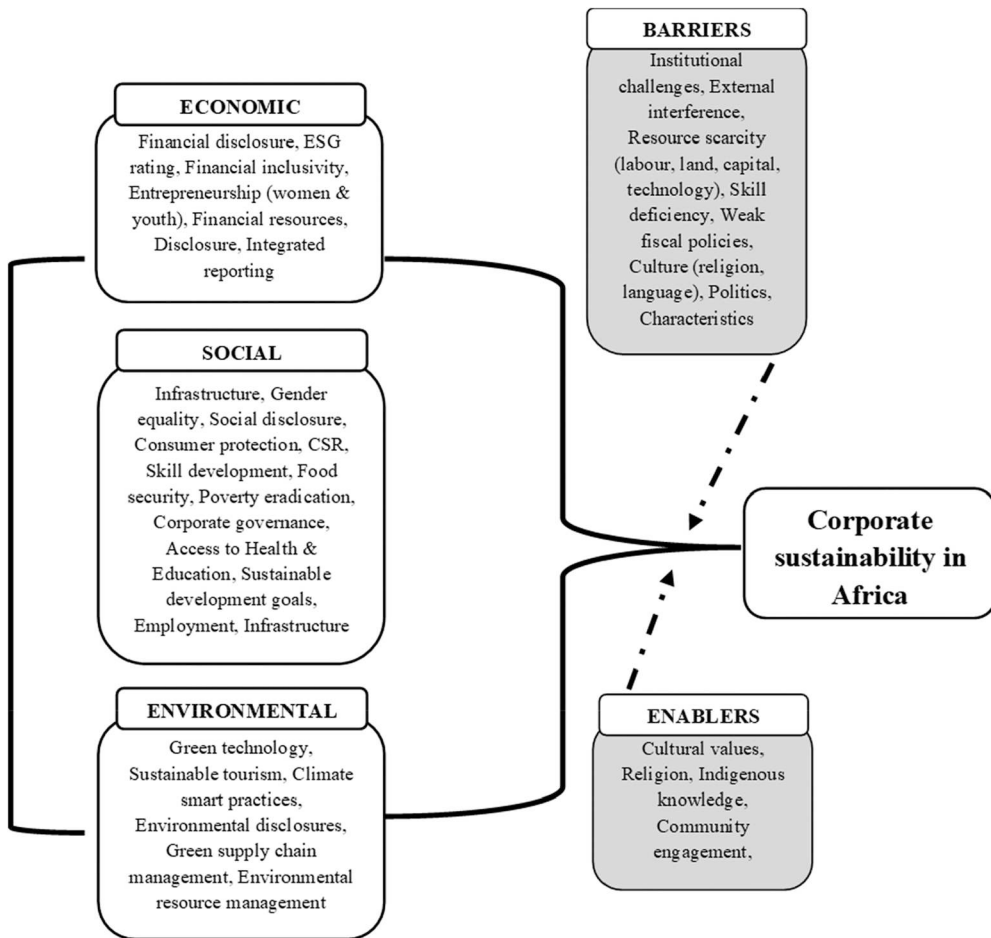 ECONOMIC
Financial disclosure, ESG
rating, Financial inclusivity,
Entrepreneurship (women &
youth), Financial resources,
Disclosure, Integrated
reporting
SOCIAL
Infrastructure, Gender
equality, Social disclosure,
Consumer protection, CSR,
Skill development, Food
security, Poverty eradication,
Corporate governance,
Access to Health &
Education, Sustainable
development goals,
Employment, Infrastructure
ENVIRONMENTAL
Green technology,
Sustainable tourism, Climate
smart practices,
Environmental disclosures,
Green supply chain
management, Environmental
resource management
BARRIERS
Institutional
challenges, External
interference,
Resource scarcity
(labour, land, capital,
technology), Skill
deficiency, Weak
fiscal policies,
Culture (religion,
language), Politics,
Characteristics
Corporate
sustainability in
Africa
ENABLERS
Cultural values,
Religion, Indigenous
knowledge,
Community
engagement,